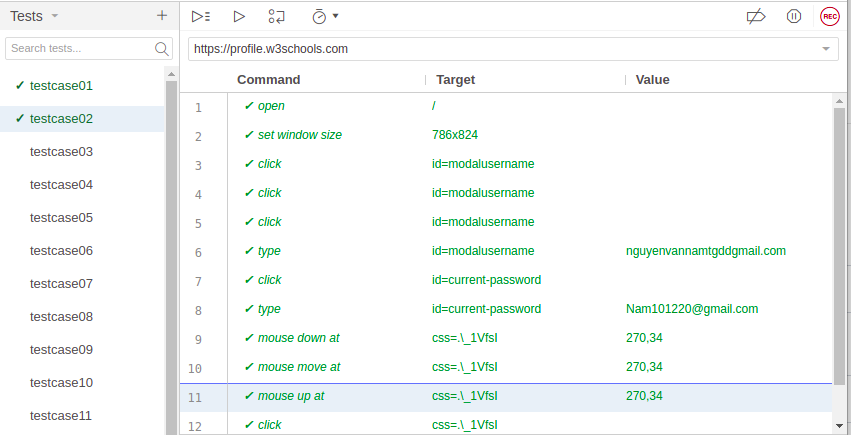 Tests
REC
Search tests...
https://profile.w3schools.com
testcase01
testcase02
testcase03
testcase04
testcase05
testcase06
testcase07
testcase08
testcase09
testcase10
testcase11
Command Target Value
1 ✓ open /
2 ✓ set window size 786x824
3 ✓ click id=modalusername
4 ✓ click id=modalusername
5 ✓ click id=modalusername
6 ✓ type id=modalusername nguyenvannamtgddgmail.com
7 ✓ click id=current-password
8 ✓ type id=current-password Nam101220@gmail.com
9 ✓ mouse down at css=.\_1VfsI 270,34
10 ✓ mouse move at css=.\_1VfsI 270,34
11 ✓ mouse up at css=.\_1VfsI 270,34
12 ✓ click css=.\_1VfsI